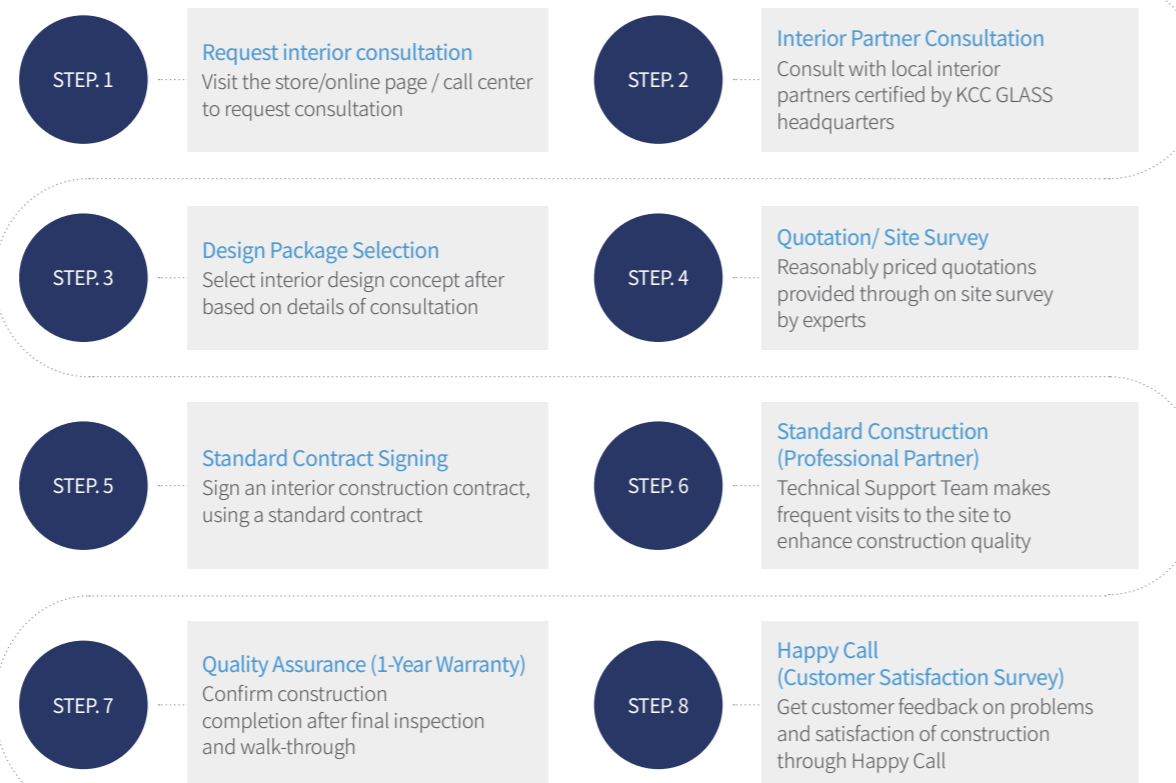 STEP. 1
Request interior consultation
Visit the store/online page / call center
to request consultation
STEP. 2
Interior Partner Consultation
Consult with local interior
partners certified by KCC GLASS
headquarters
STEP. 3
Design Package Selection
Select interior design concept after
based on details of consultation
STEP. 4
Quotation/ Site Survey
Reasonably priced quotations
provided through on site survey
by experts
STEP. 5
Standard Contract Signing
Sign an interior construction contract,
using a standard contract
STEP. 6
Standard Construction
(Professional Partner)
Technical Support Team makes
frequent visits to the site to
enhance construction quality
STEP. 7
Quality Assurance (1-Year Warranty)
Confirm construction
completion after final inspection
and walk-through
STEP. 8
Happy Call
(Customer Satisfaction Survey)
Get customer feedback on problems
and satisfaction of construction
through Happy Call